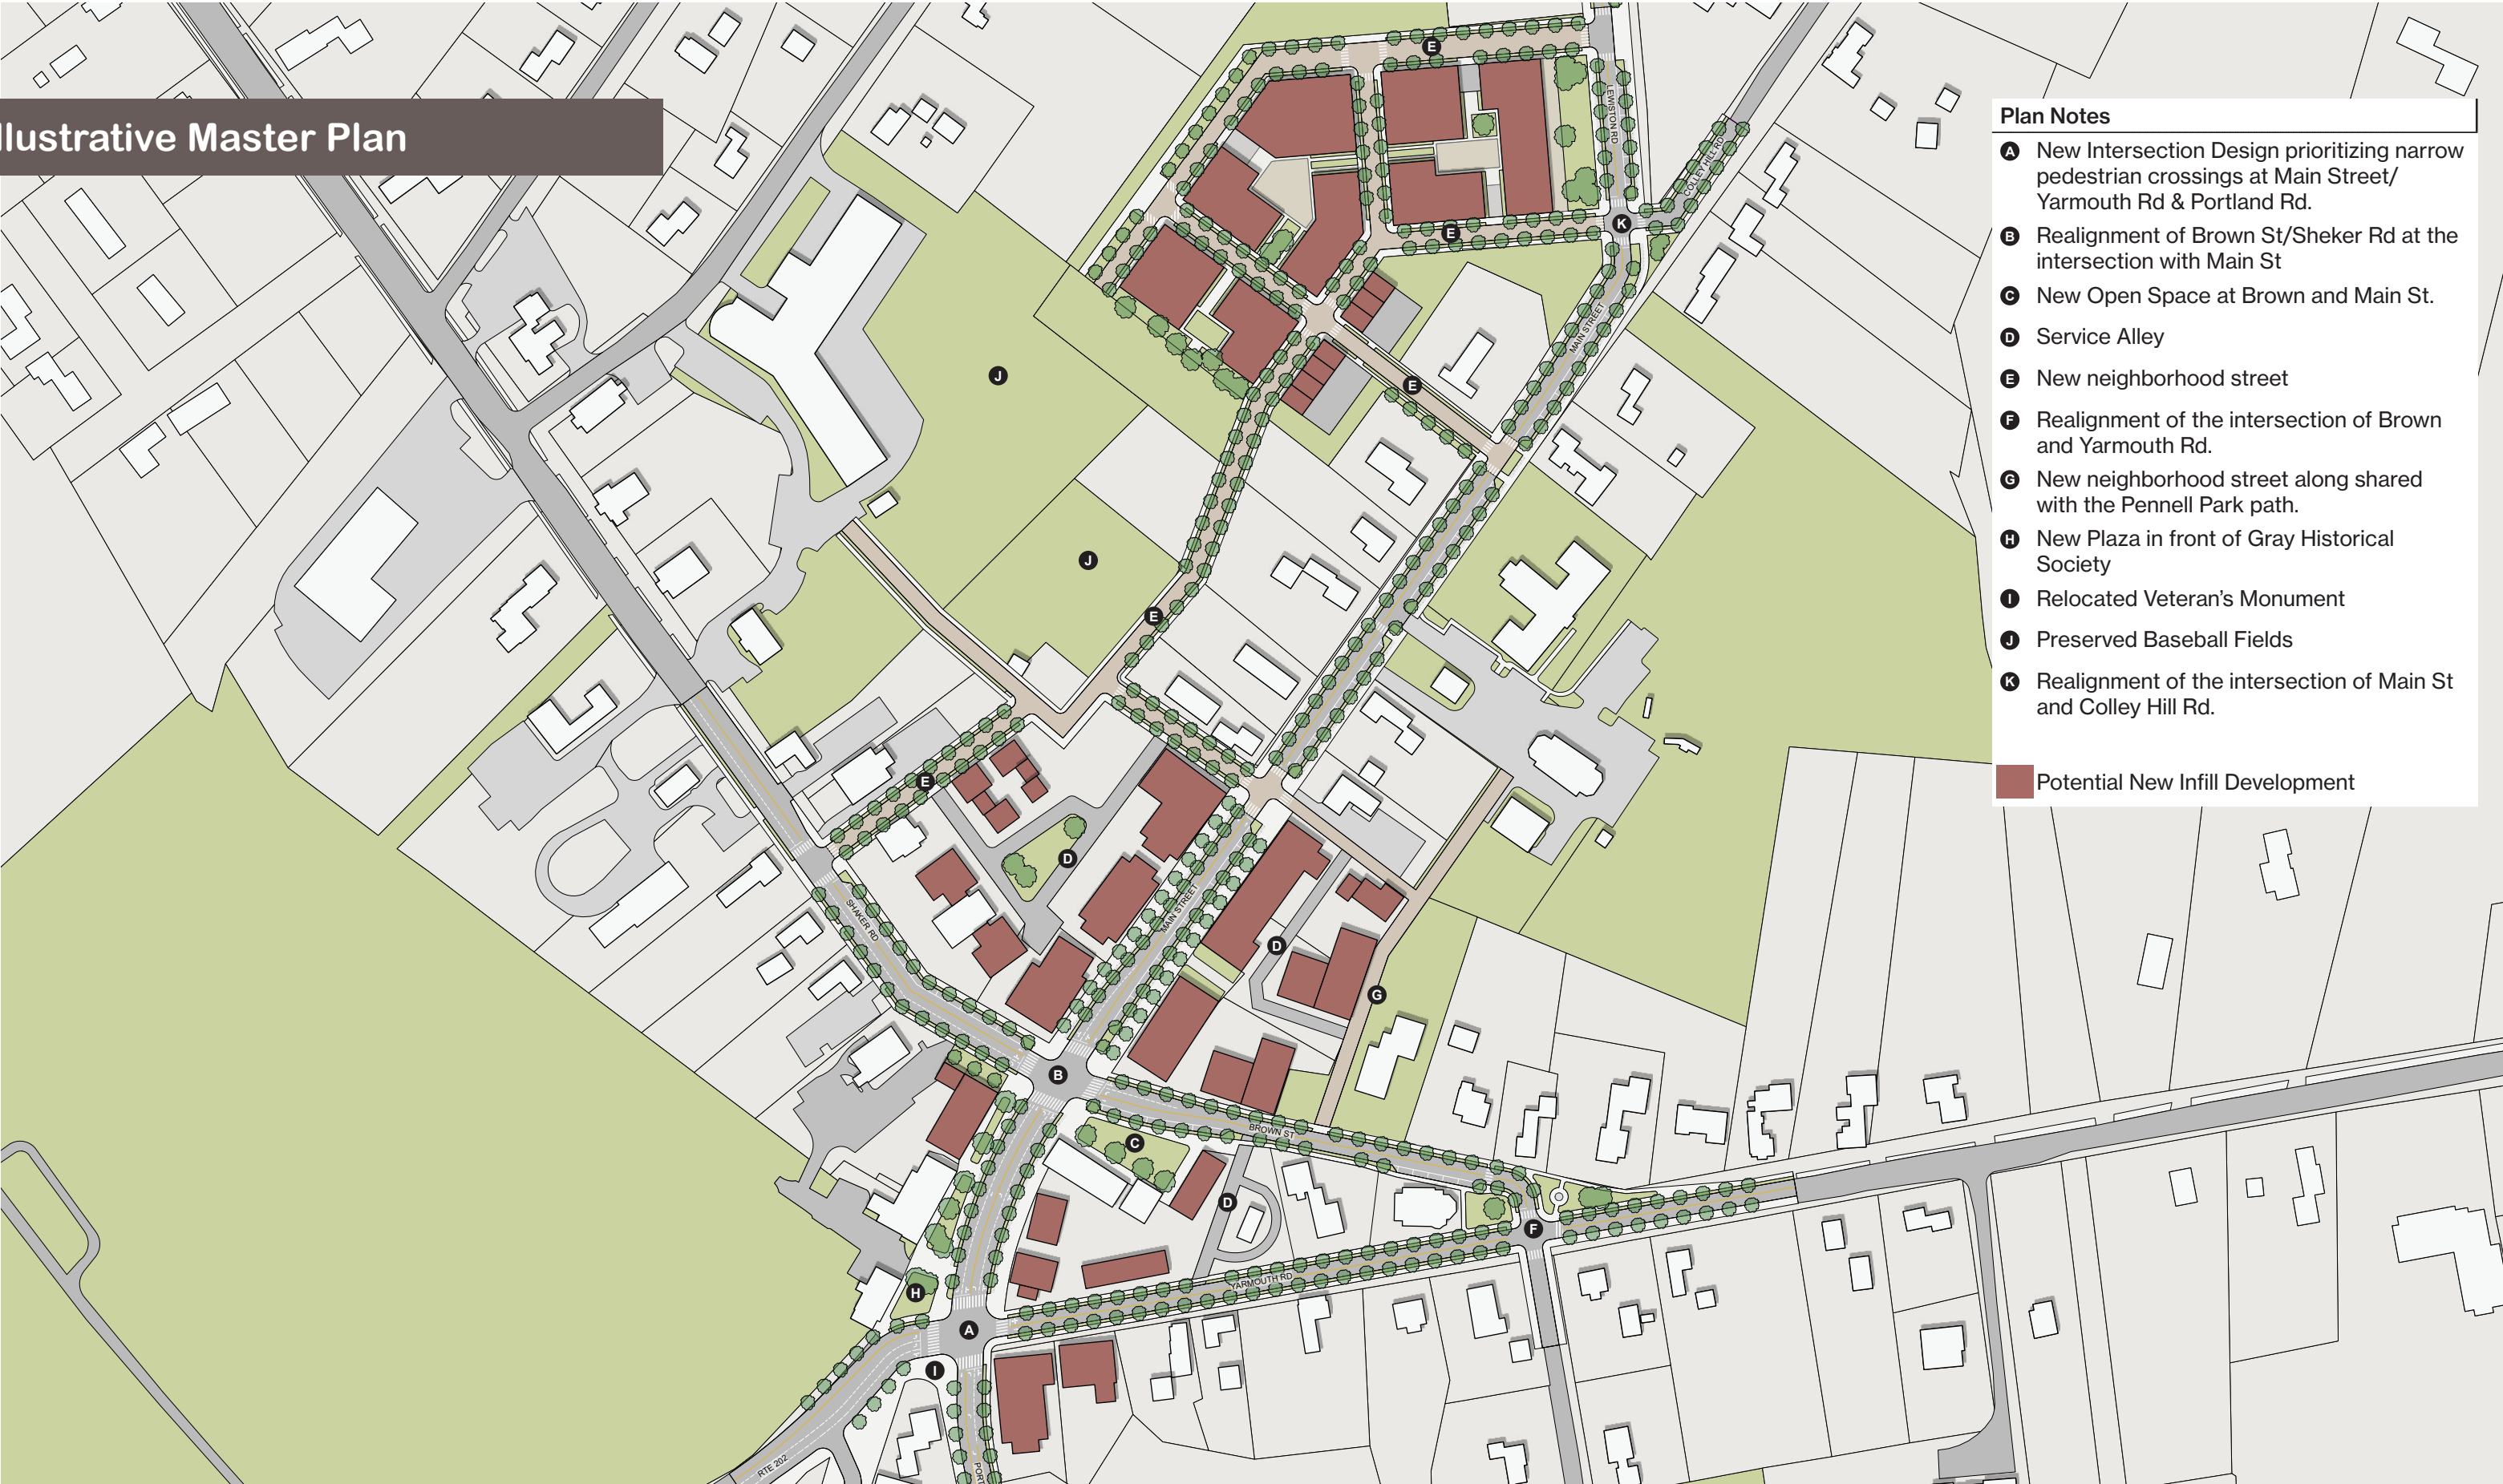 llustrative Master Plan
Plan Notes
A New Intersection Design prioritizing narrow
pedestrian crossings at Main Street/
Yarmouth Rd & Portland Rd.
B Realignment of Brown St/Sheker Rd at the
intersection with Main St
C New Open Space at Brown and Main St.
D Service Alley
E New neighborhood street
F Realignment of the intersection of Brown
and Yarmouth Rd.
G New neighborhood street along shared
with the Pennell Park path.
H New Plaza in front of Gray Historical
Society
I Relocated Veteran's Monument
J Preserved Baseball Fields
K Realignment of the intersection of Main St
and Colley Hill Rd.
Potential New Infill Development
E
LEWISTON RD
COLLEY HILL RD
K
E
MAIN STREET
J
E
J
E
E
D
MAIN STREET
SHAKER RD
D
G
B
BROWN ST
C
D
F
YARMOUTH RD
H
A
I
RTE 202
PORT